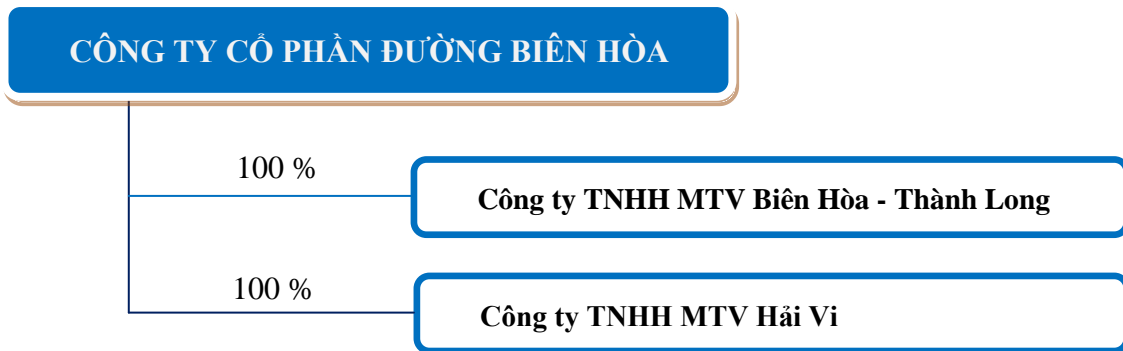 CÔNG TY CỔ PHẦN ĐƯỜNG BIÊN HÒA
100 %
Công ty TNHH MTV Biên Hòa - Thành Long
100 %
Công ty TNHH MTV Hải Vi